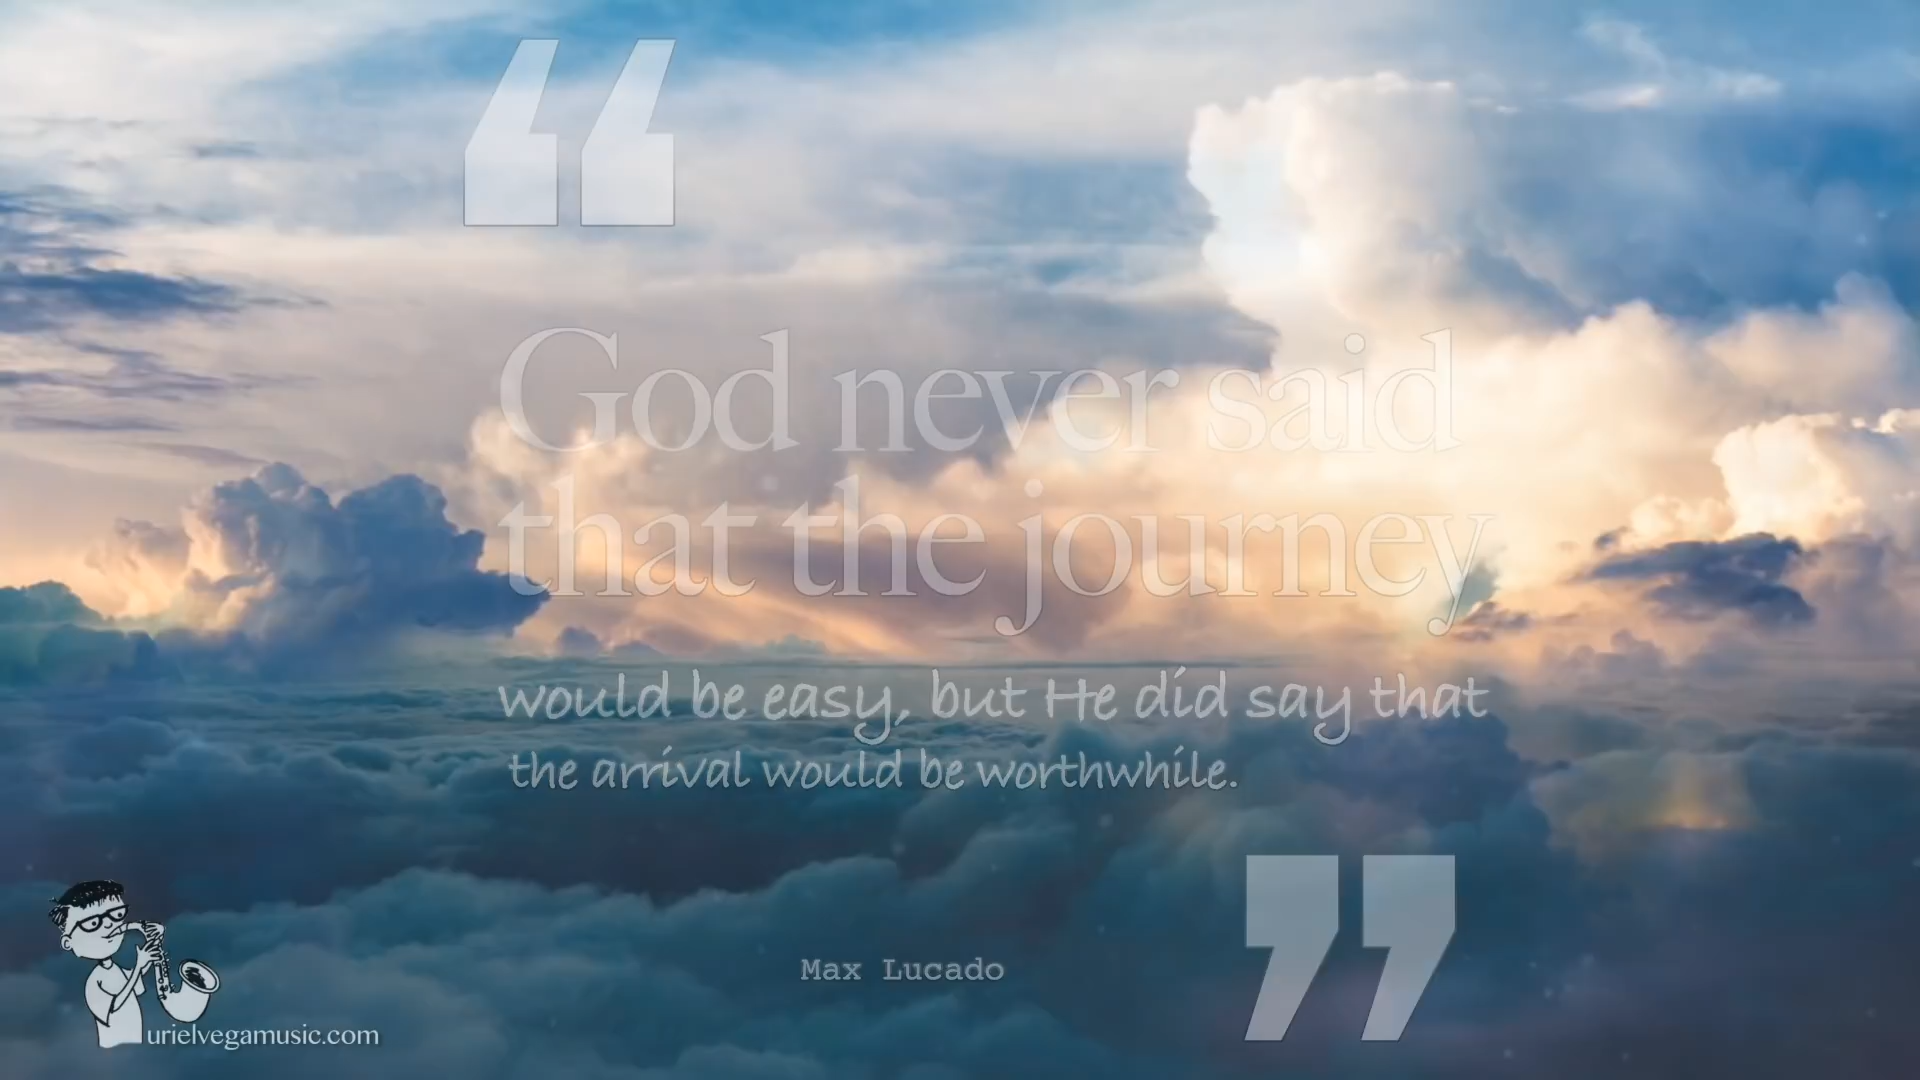 “
God never said
that the journey
would be easy, but He did say that
the arrival would be worthwhile.
”
Max Lucado
urielvegamusic.com